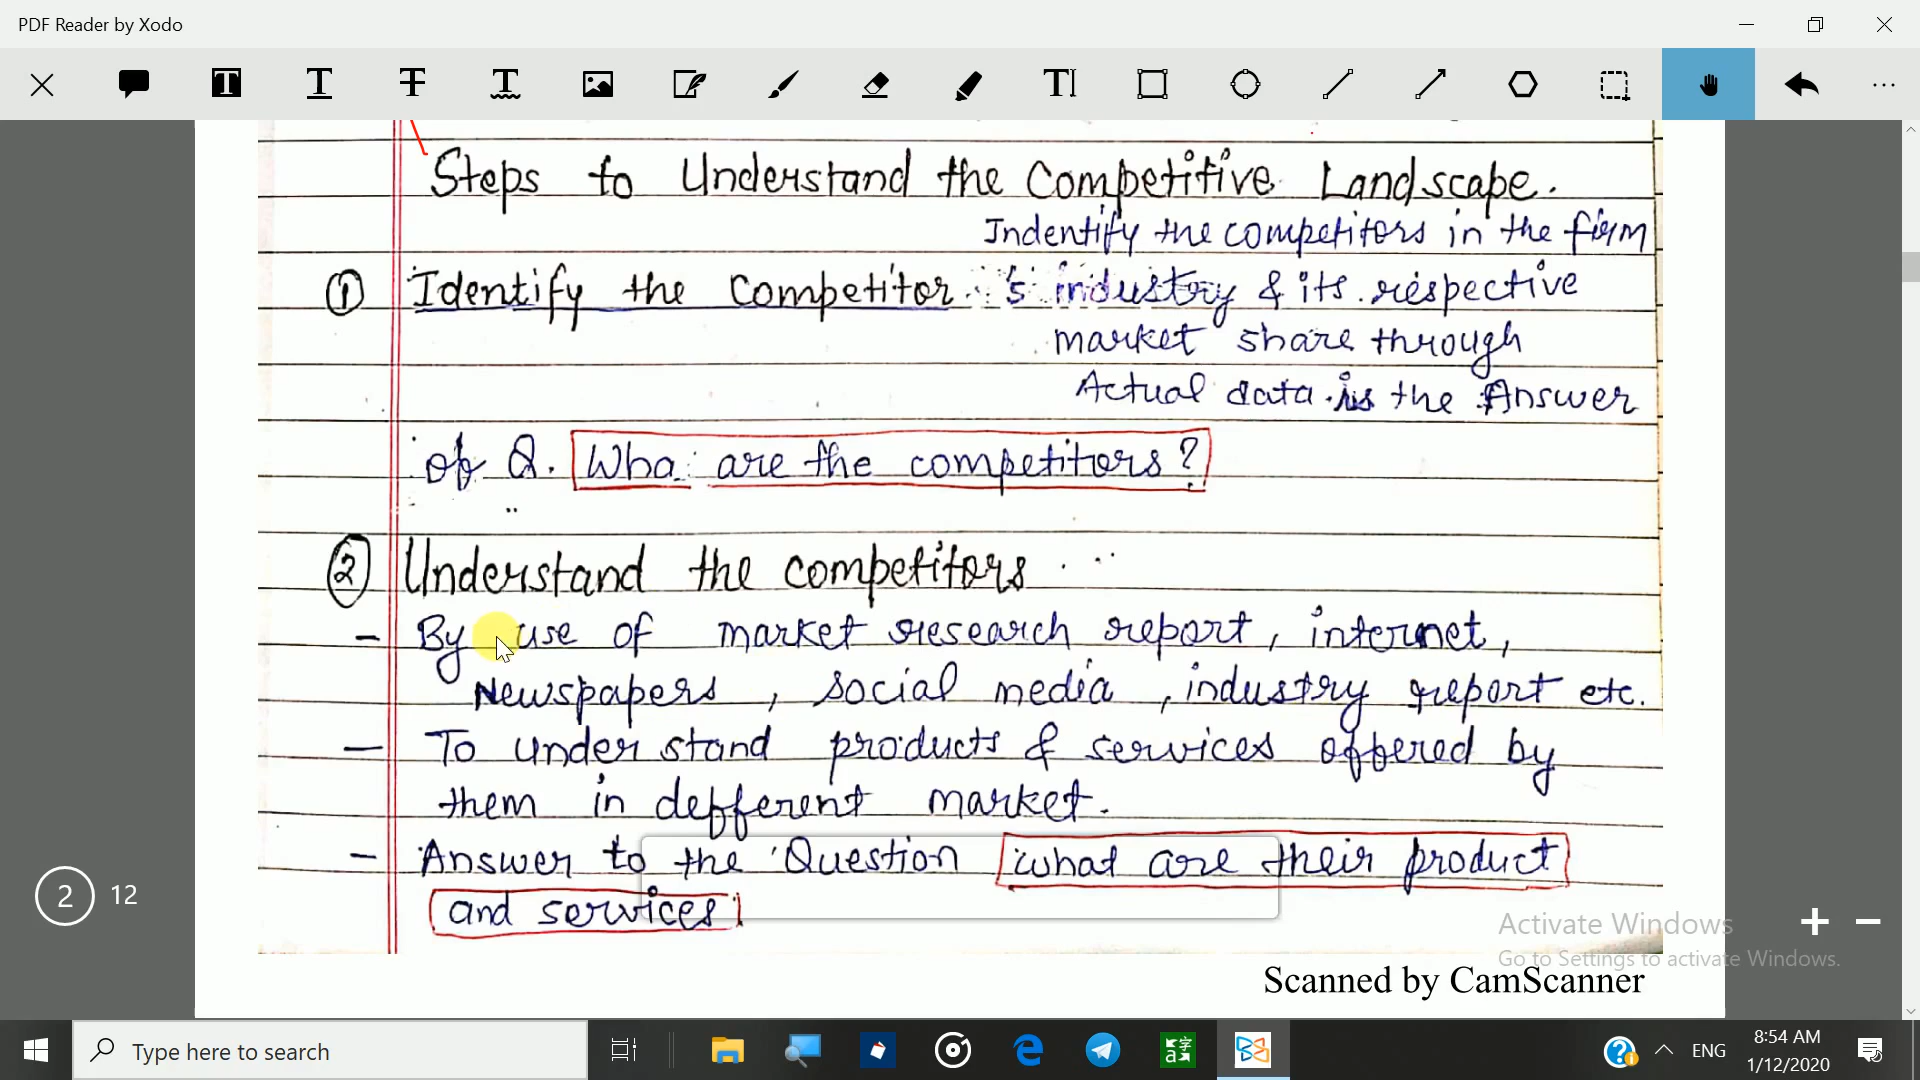 PDF Reader by Xodo
Steps to Understand the Competitive Landscape.
Indentify the competitors in the firm
① Identify the Competitor 's industry & its respective
market share through
Actual data is the Answer
of Q. Wha are the competitors?
② Understand the competitors
- By use of market research report, internet,
Newspapers, social media, industry report etc.
- To understand products & services offered by
them in defferent market.
- Answer to the Question what are their product
and services
2 12
Activate Windows
Go to Settings to activate Windows.
Scanned by CamScanner
Type here to search
ENG
8:54 AM
1/12/2020